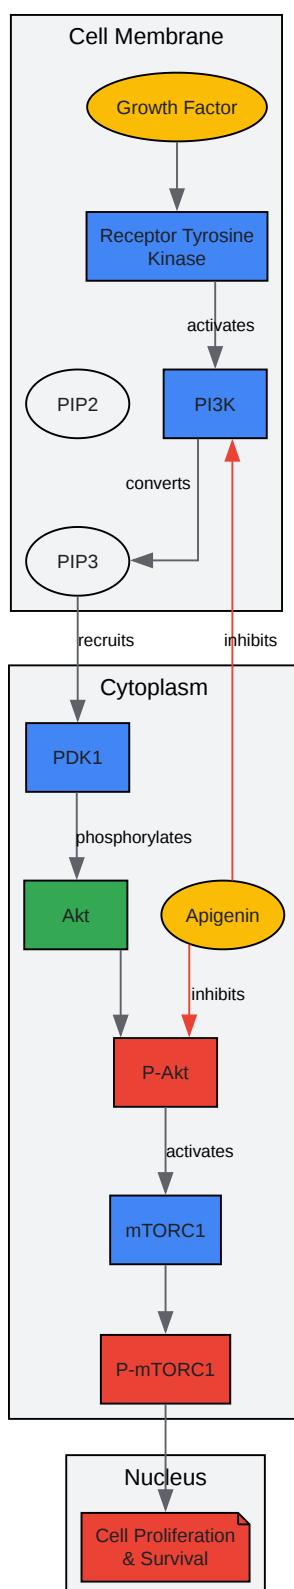 Cell Membrane
Growth Factor
Receptor Tyrosine
Kinase
activates
PIP2
PI3K
converts
PIP3
recruits
inhibits
Cytoplasm
PDK1
phosphorylates
Akt
Apigenin
inhibits
P-Akt
activates
mTORC1
P-mTORC1
Nucleus
Cell Proliferation
& Survival